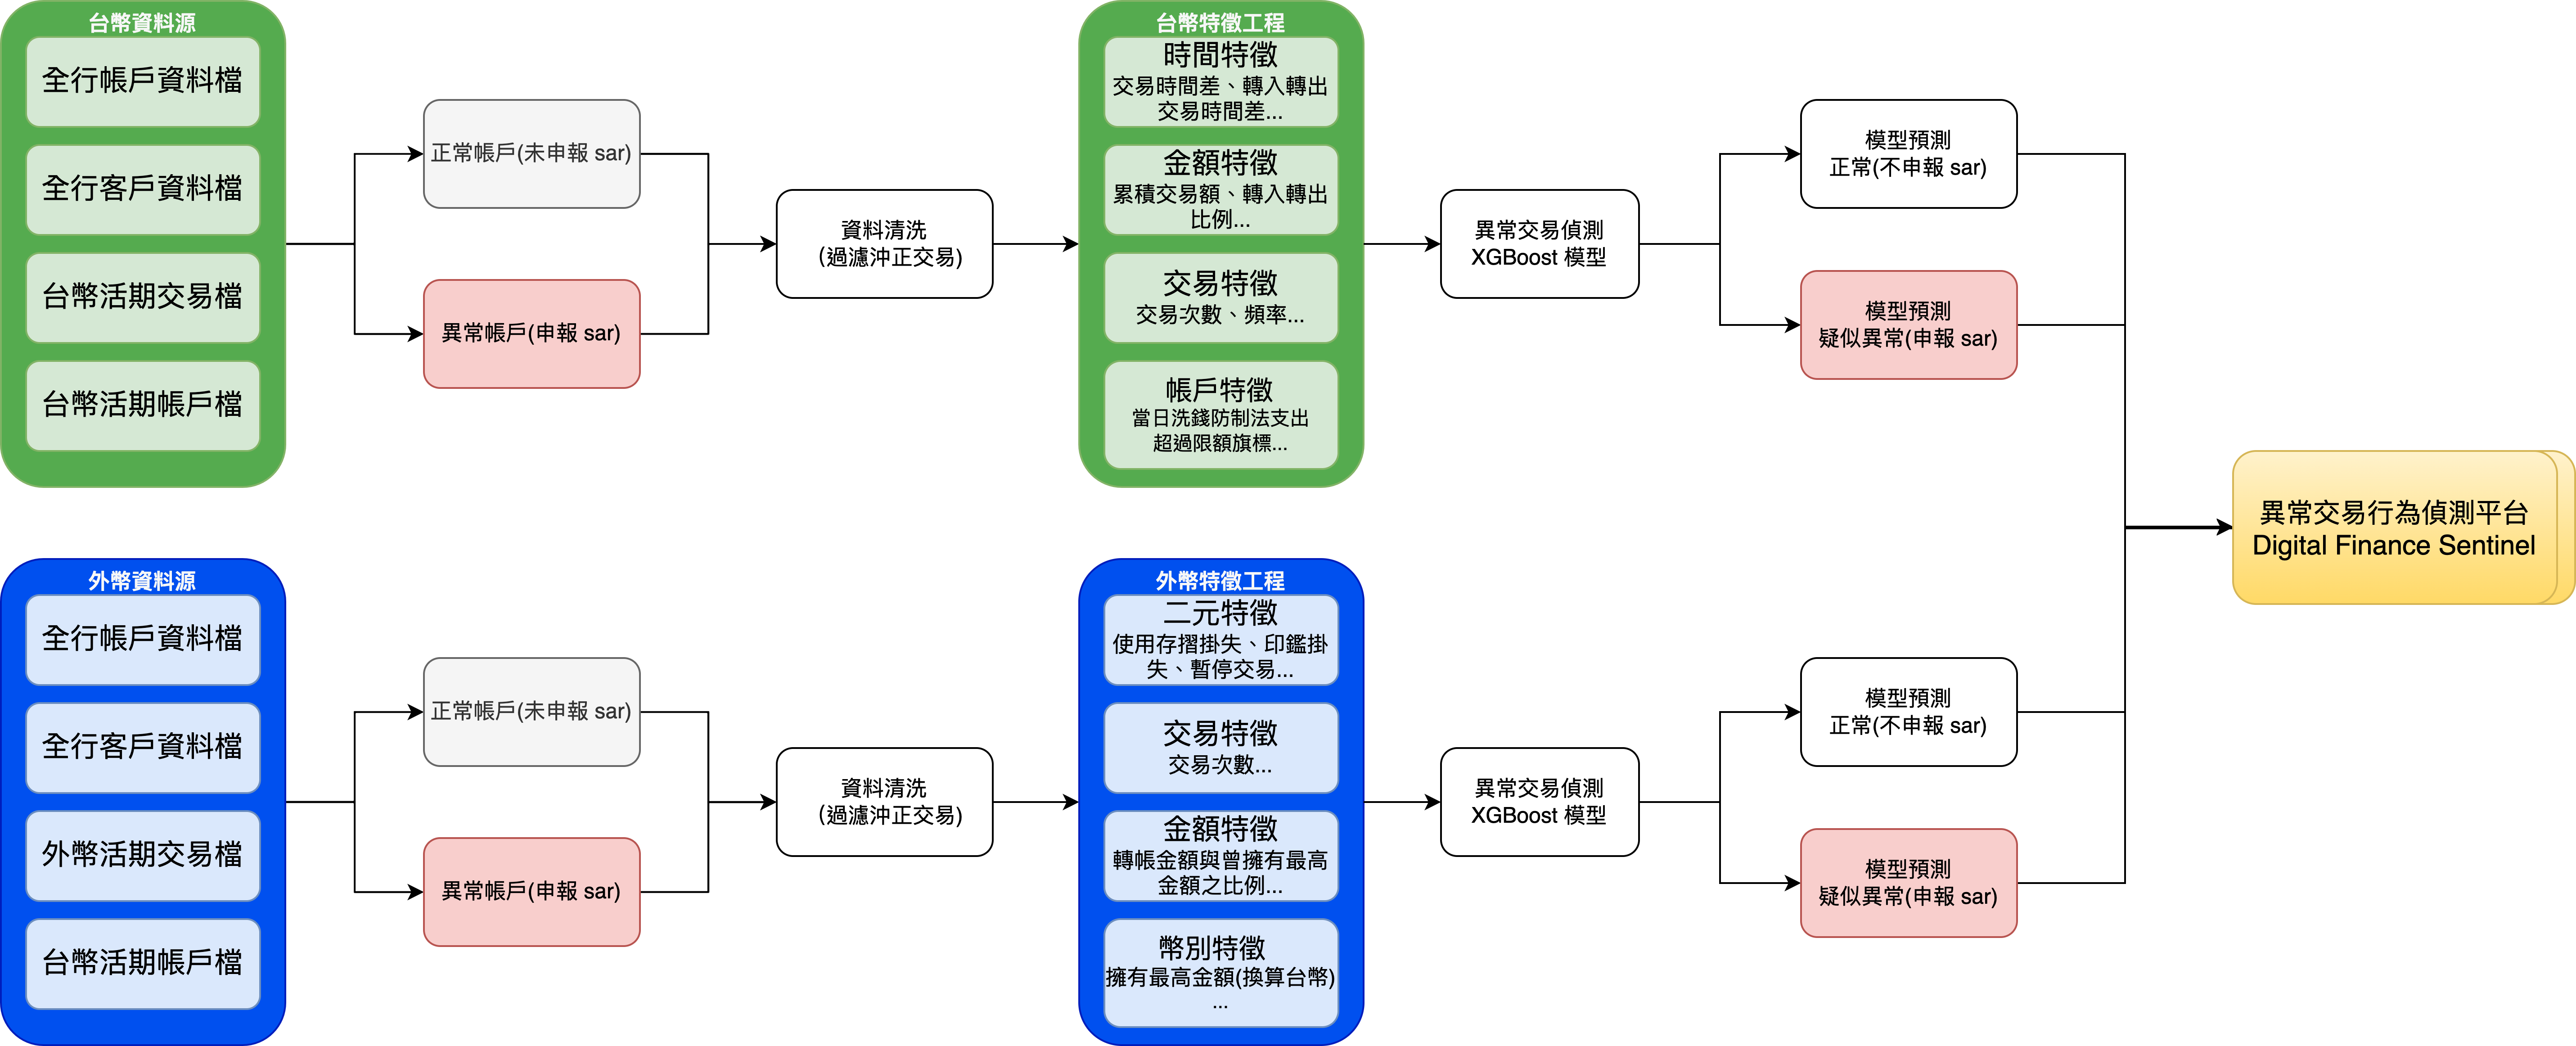 台幣資料源
全行帳戶資料檔
全行客戶資料檔
台幣活期交易檔
台幣活期帳戶檔
正常帳戶(未申報 sar)
異常帳戶(申報 sar)
資料清洗
(過濾沖正交易)
台幣特徵工程
時間特徵
交易時間差、轉入轉出
交易時間差...
金額特徵
累積交易額、轉入轉出
比例...
交易特徵
交易次數、頻率...
帳戶特徵
當日洗錢防制法支出
超過限額旗標...
異常交易偵測
XGBoost 模型
模型預測
正常(不申報 sar)
模型預測
疑似異常(申報 sar)
外幣資料源
全行帳戶資料檔
全行客戶資料檔
外幣活期交易檔
台幣活期帳戶檔
正常帳戶(未申報 sar)
異常帳戶(申報 sar)
資料清洗
(過濾沖正交易)
外幣特徵工程
二元特徵
使用存摺掛失、印鑑掛
失、暫停交易...
交易特徵
交易次數...
金額特徵
轉帳金額與曾擁有最高
金額之比例...
幣別特徵
擁有最高金額(換算台幣)
...
異常交易偵測
XGBoost 模型
模型預測
正常(不申報 sar)
模型預測
疑似異常(申報 sar)
異常交易行為偵測平台
Digital Finance Sentinel